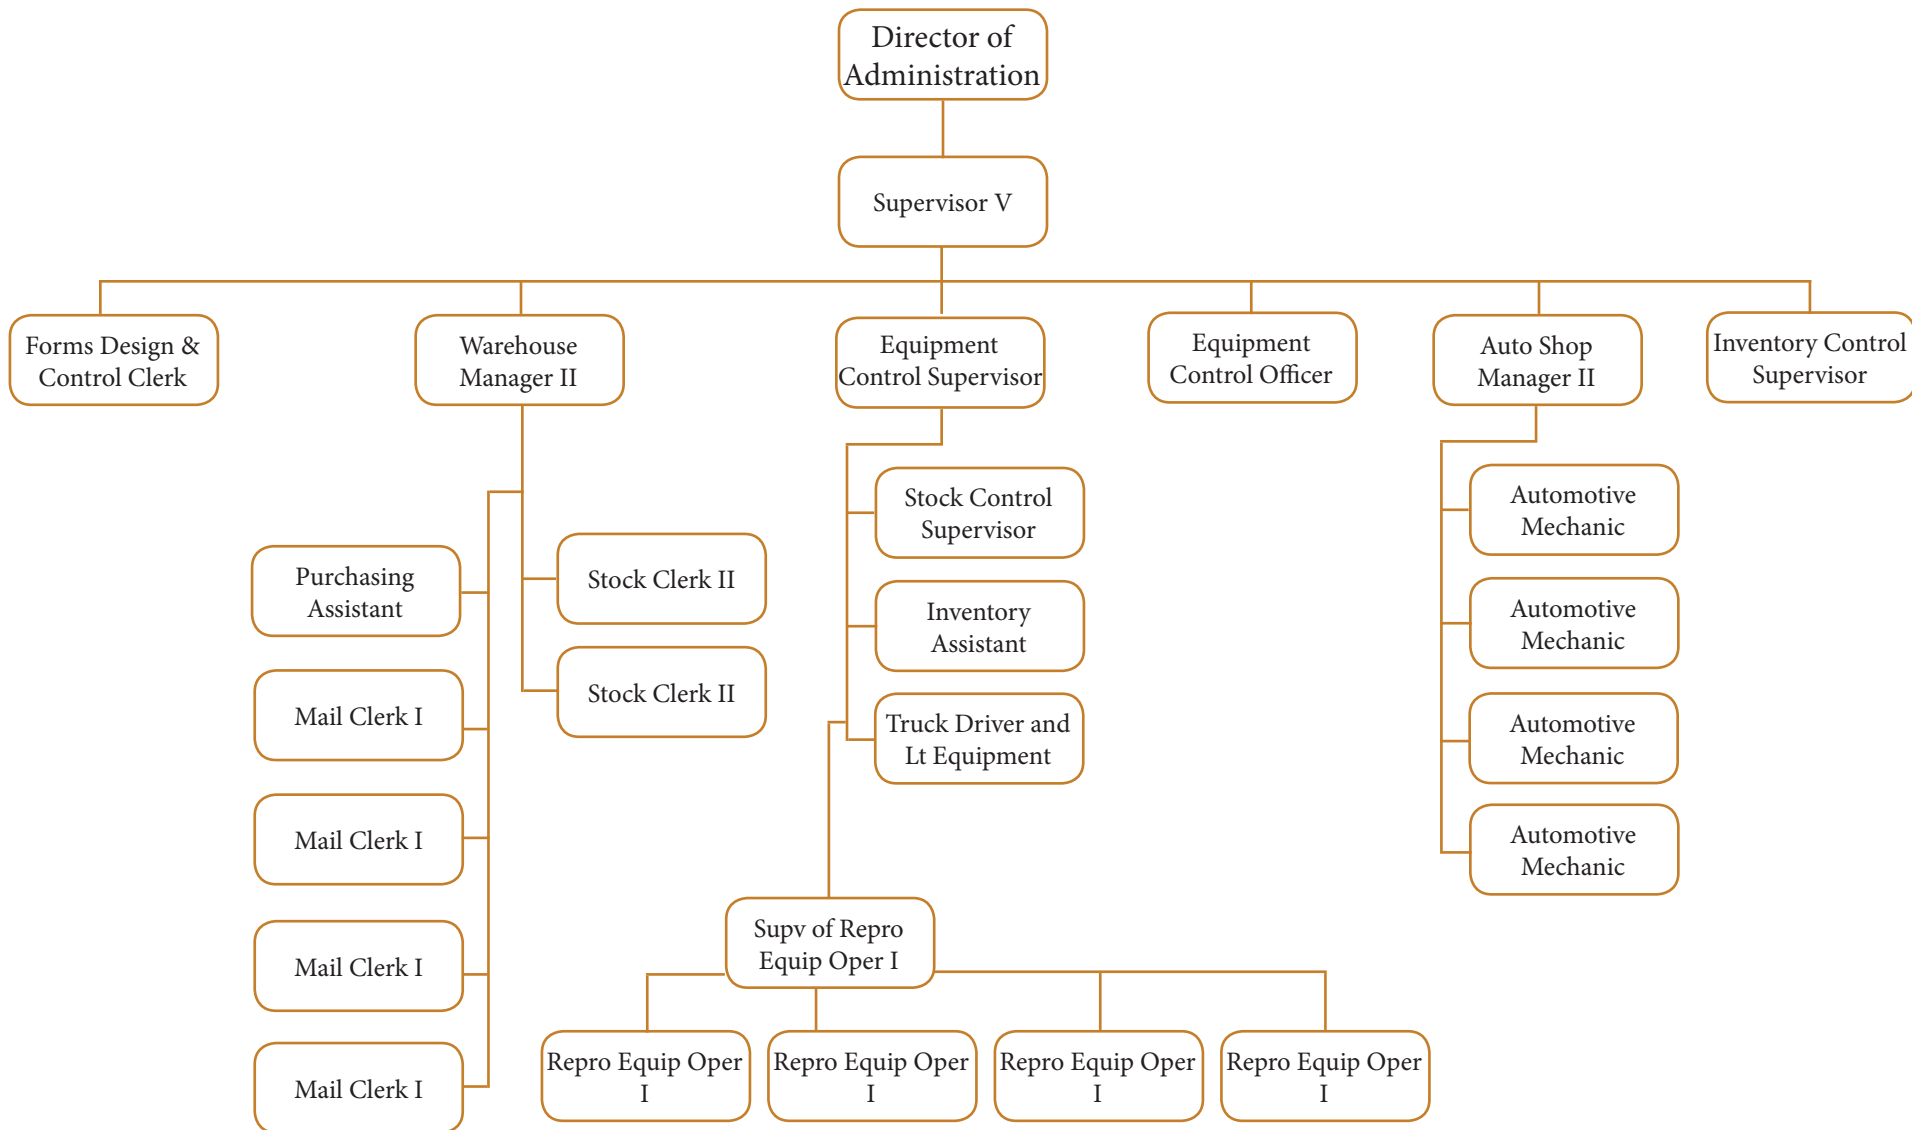 Director of
Administration
Supervisor V
Forms Design &
Control Clerk
Warehouse
Manager II
Equipment
Control Supervisor
Equipment
Control Officer
Auto Shop
Manager II
Inventory Control
Supervisor
Purchasing
Assistant
Mail Clerk I
Mail Clerk I
Mail Clerk I
Mail Clerk I
Stock Clerk II
Stock Clerk II
Stock Control
Supervisor
Inventory
Assistant
Truck Driver and
Lt Equipment
Supv of Repro
Equip Oper I
Repro Equip Oper
I
Repro Equip Oper
I
Repro Equip Oper
I
Repro Equip Oper
I
Automotive
Mechanic
Automotive
Mechanic
Automotive
Mechanic
Automotive
Mechanic